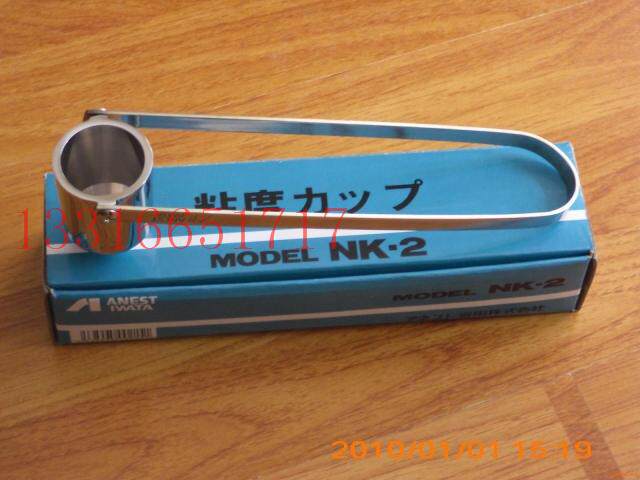 粘度カップ
13316651717
MODEL NK-2
ANEST
IWATA
MODEL NK-2
2010/01/01 15:19